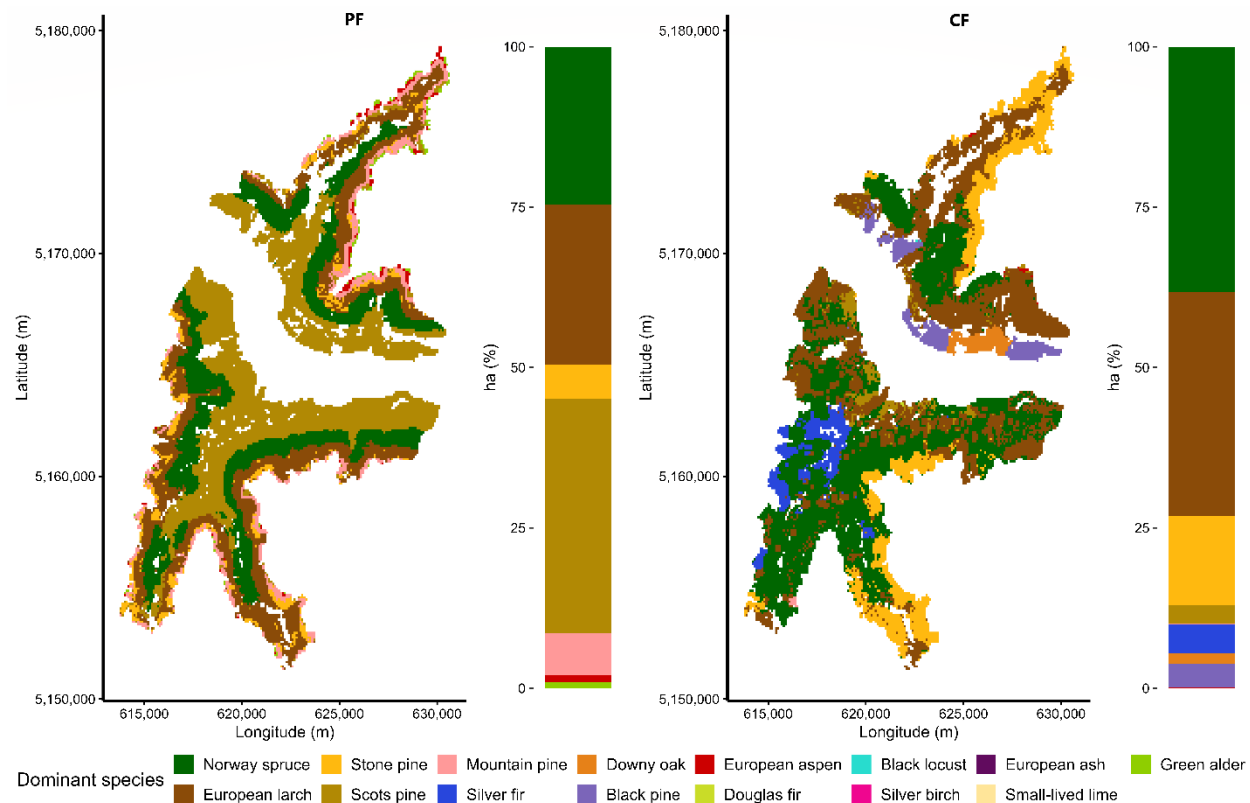 PF
CF
5,180,000
5,170,000
5,160,000
5,150,000
Latitude (m)
615,000 620,000 625,000 630,000
Longitude (m)
100
75
50
25
0
ha (%)
5,180,000
5,170,000
5,160,000
5,150,000
Latitude (m)
615,000 620,000 625,000 630,000
Longitude (m)
100
75
50
25
0
ha (%)
Dominant species
Norway spruce Stone pine Mountain pine Downy oak European aspen Black locust European ash Green alder
European larch Scots pine Silver fir Black pine Douglas fir Silver birch Small-lived lime